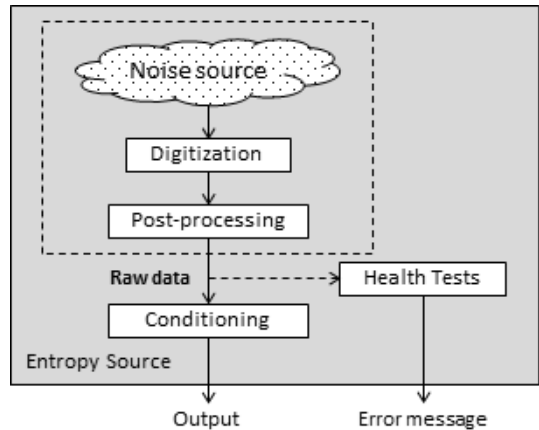 Noise source
Digitization
Post-processing
Raw data
Health Tests
Conditioning
Entropy Source
Output
Error message